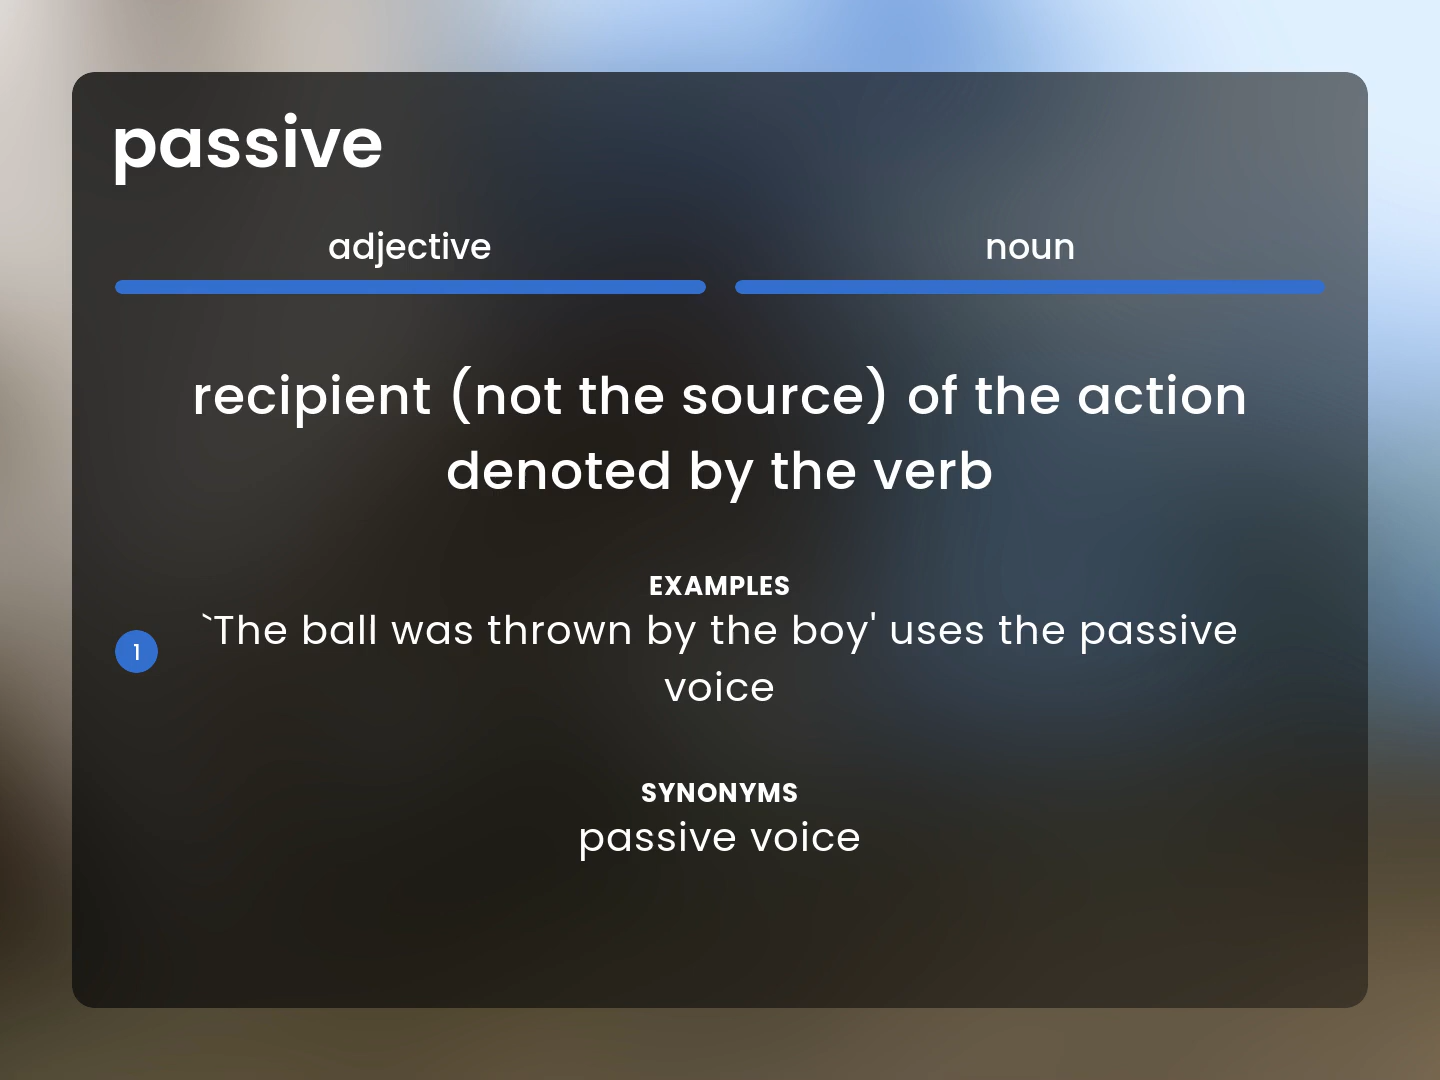 passive
adjective
noun
recipient (not the source) of the action
denoted by the verb
EXAMPLES
1
`The ball was thrown by the boy' uses the passive
voice
SYNONYMS
passive voice